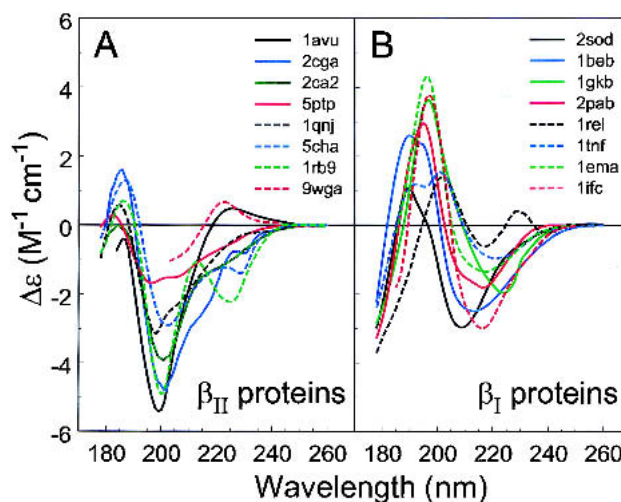 A
1avu
2cga
2ca2
5ptp
1qnj
5cha
1rb9
9wga
βII proteins
B
2sod
1beb
1gkb
2pab
1rel
1tnf
1ema
1ifc
βI proteins
6
4
2
0
-2
-4
-6
Δε (M⁻¹ cm⁻¹)
180 200 220 240 260
180 200 220 240 260
Wavelength (nm)